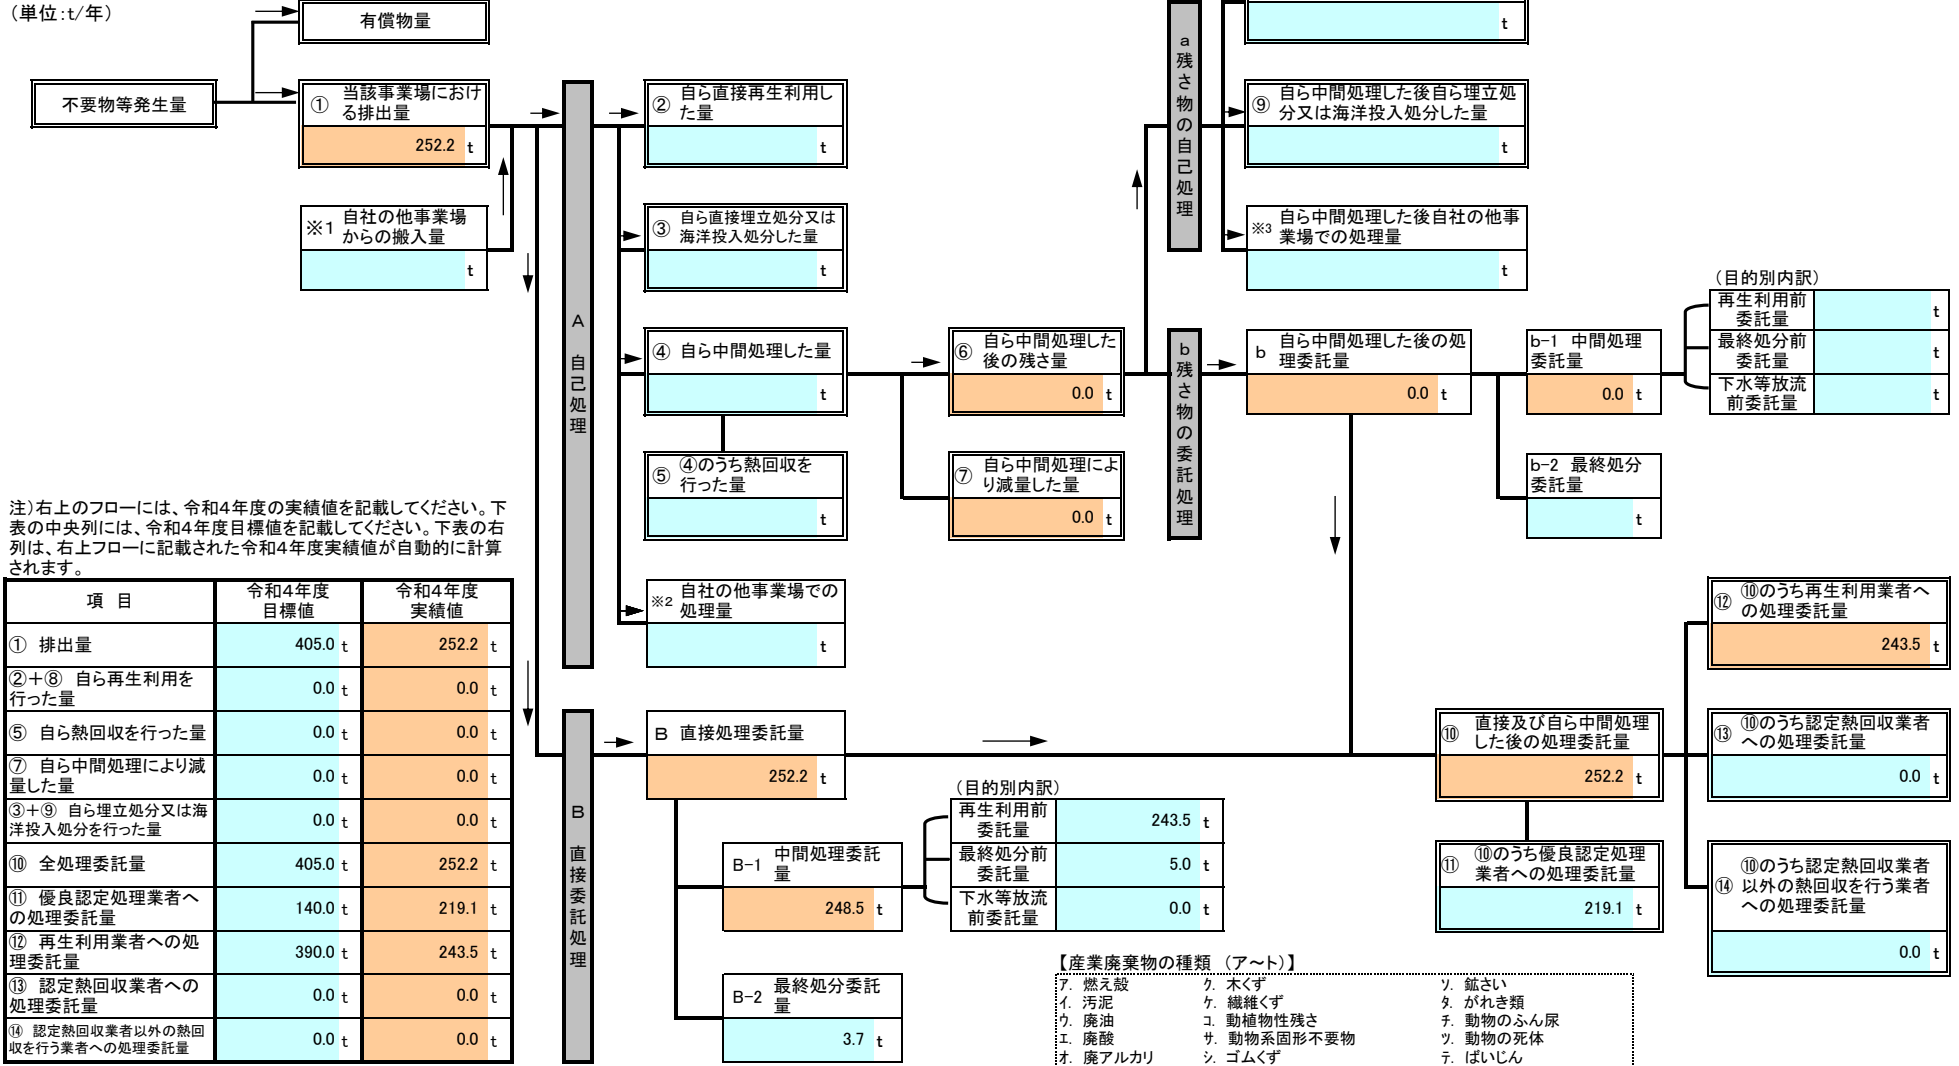 (単位:t/年)
有償物量
t
不要物等発生量
① 当該事業場におけ
る排出量
252.2 t
② 自ら直接再生利用し
た量
t
a
残
さ
物
の
自
己
処
理
⑨ 自ら中間処理した後自ら埋立処
分又は海洋投入処分した量
t
※1 自社の他事業場
からの搬入量
t
③ 自ら直接埋立処分又は
海洋投入処分した量
t
※3 自ら中間処理した後自社の他事
業場での処理量
t
A
自
己
処
理
④ 自ら中間処理した量
t
⑥ 自ら中間処理した
後の残さ量
0.0 t
b
残
さ
物
の
委
託
処
理
b 自ら中間処理した後の処
理委託量
0.0 t
b-1 中間処理
委託量
0.0 t
(目的別内訳)
再生利用前
委託量
t
最終処分前
委託量
t
下水等放流
前委託量
t
⑤ ④のうち熱回収を
行った量
t
⑦ 自ら中間処理によ
り減量した量
0.0 t
b-2 最終処分
委託量
t
注)右上のフローには、令和4年度の実績値を記載してください。下
表の中央列には、令和4年度目標値を記載してください。下表の右
列は、右上フローに記載された令和4年度実績値が自動的に計算
されます。
項 目 令和4年度
目標値 令和4年度
実績値
① 排出量 405.0 t 252.2 t
②+⑧ 自ら再生利用を
行った量 0.0 t 0.0 t
⑤ 自ら熱回収を行った量 0.0 t 0.0 t
⑦ 自ら中間処理により減
量した量 0.0 t 0.0 t
③+⑨ 自ら埋立処分又は海
洋投入処分を行った量 0.0 t 0.0 t
⑩ 全処理委託量 405.0 t 252.2 t
⑪ 優良認定処理業者へ
の処理委託量 140.0 t 219.1 t
⑫ 再生利用業者への処
理委託量 390.0 t 243.5 t
⑬ 認定熱回収業者への
処理委託量 0.0 t 0.0 t
⑭ 認定熱回収業者以外の熱回
収を行う業者への処理委託量 0.0 t 0.0 t
※2 自社の他事業場での
処理量
t
B
直
接
委
託
処
理
B 直接処理委託量
252.2 t
B-1 中間処理委託
量
248.5 t
(目的別内訳)
再生利用前
委託量 243.5 t
最終処分前
委託量 5.0 t
下水等放流
前委託量 0.0 t
B-2 最終処分委託
量
3.7 t
⑩ 直接及び自ら中間処理
した後の処理委託量
252.2 t
⑪ ⑩のうち優良認定処理
業者への処理委託量
219.1 t
⑫ ⑩のうち再生利用業者へ
の処理委託量
243.5 t
⑬ ⑩のうち認定熱回収業者
への処理委託量
0.0 t
⑭ ⑩のうち認定熱回収業者
以外の熱回収を行う業者
への処理委託量
0.0 t
【産業廃棄物の種類 (ア~ト)】
ア. 燃え殻 ク. 木くず ソ. 鉱さい
イ. 汚泥 ケ. 繊維くず タ. がれき類
ウ. 廃油 コ. 動植物性残さ チ. 動物のふん尿
エ. 廃酸 サ. 動物系固形不要物 ツ. 動物の死体
オ. 廃アルカリ シ. ゴムくず テ. ばいじん